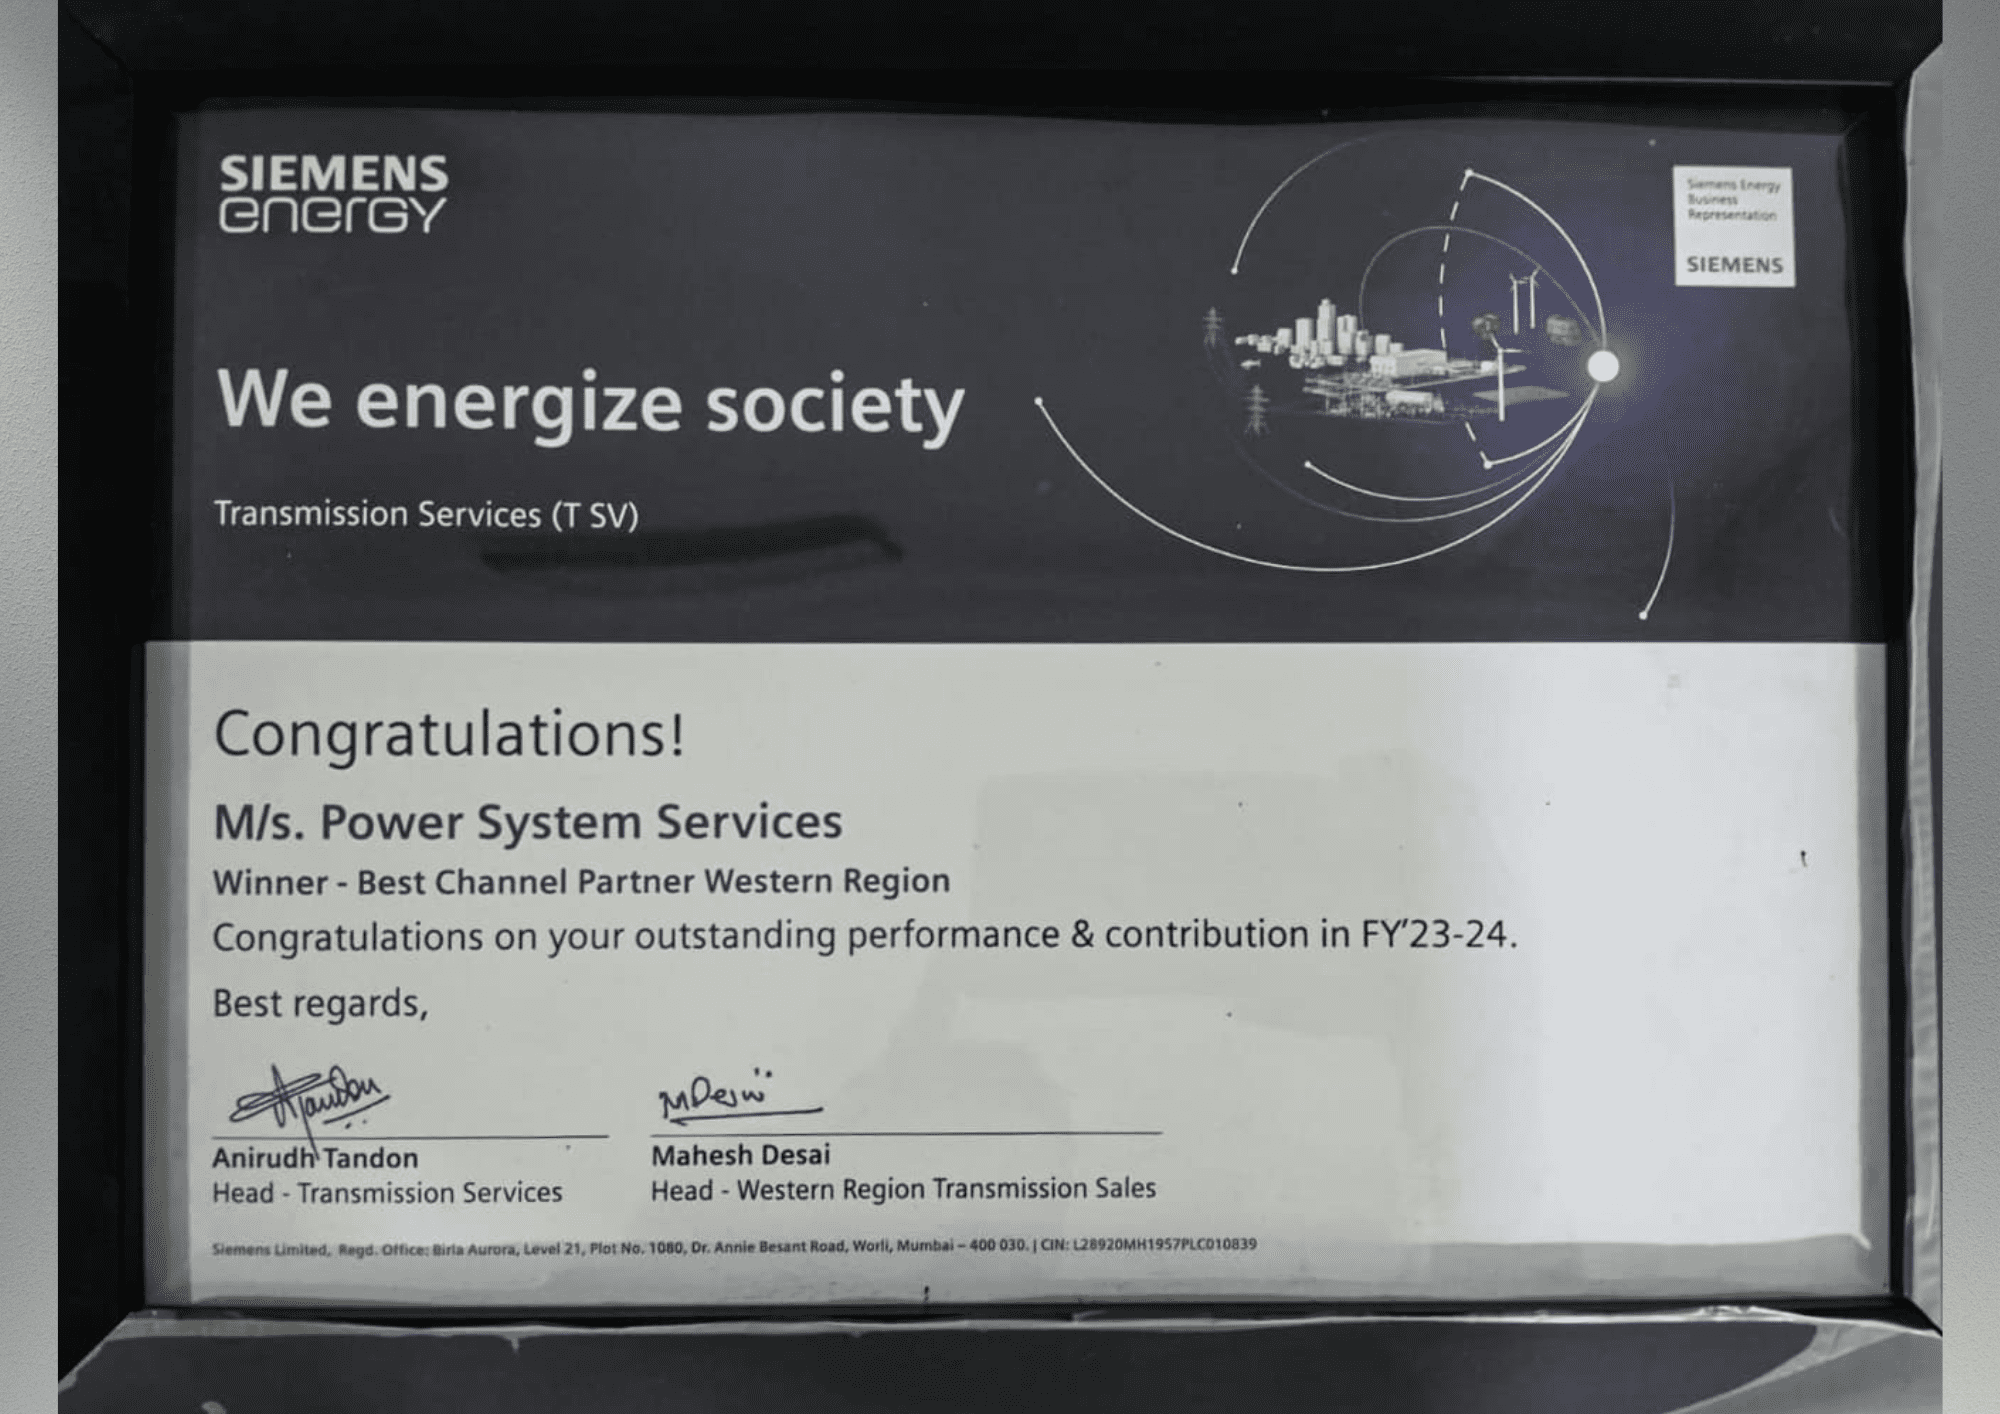 SIEMENS
energy
Siemens Energy
Business
Representation
SIEMENS
We energize society
Transmission Services (T SV)
Congratulations!
M/s. Power System Services
Winner - Best Channel Partner Western Region
Congratulations on your outstanding performance & contribution in FY'23-24.
Best regards,
ATandon
MDesai
Anirudh Tandon
Mahesh Desai
Head - Transmission Services
Head - Western Region Transmission Sales
Siemens Limited, Regd. Office: Birla Aurora, Level 21, Plot No. 1080, Dr. Annie Besant Road, Worli, Mumbai – 400 030. | CIN: L28920MH1957PLC010839